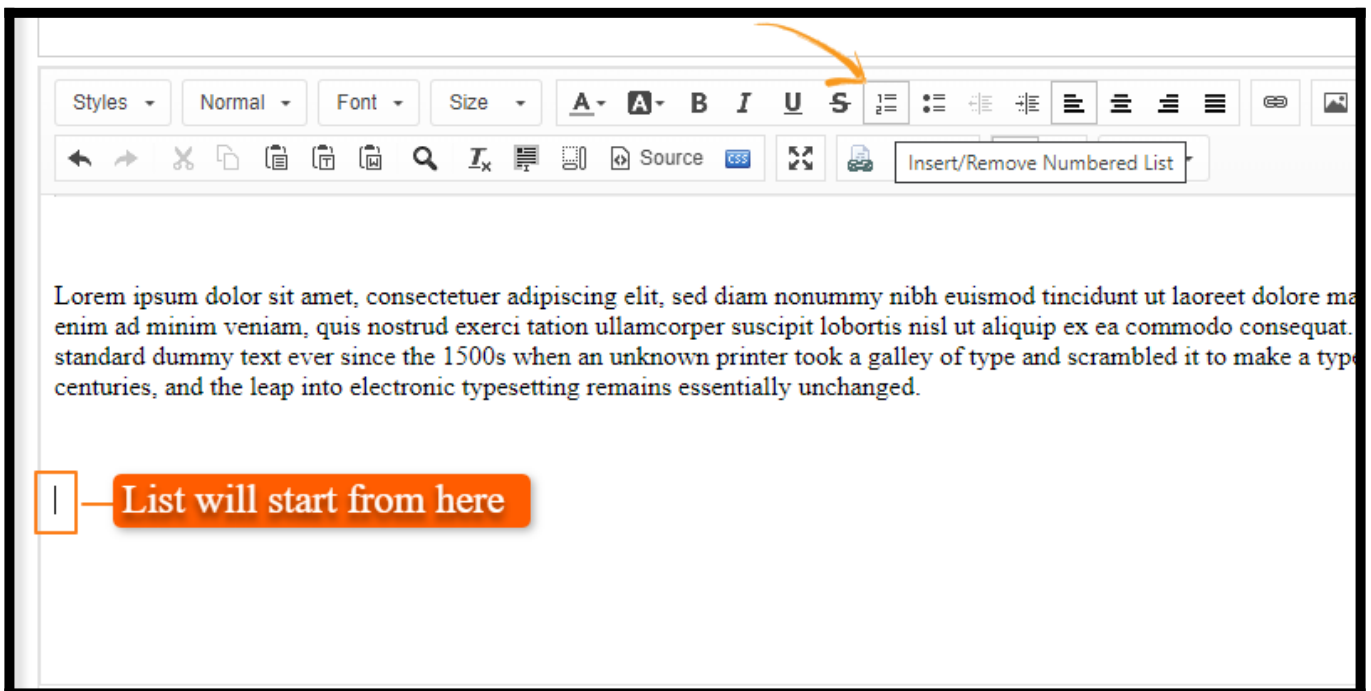 Styles Normal Font Size A A B I U S
Tx Source CSS Insert/Remove Numbered List
Lorem ipsum dolor sit amet, consectetuer adipiscing elit, sed diam nonummy nibh euismod tincidunt ut laoreet dolore ma
enim ad minim veniam, quis nostrud exerci tation ullamcorper suscipit lobortis nisl ut aliquip ex ea commodo consequat.
standard dummy text ever since the 1500s when an unknown printer took a galley of type and scrambled it to make a type
centuries, and the leap into electronic typesetting remains essentially unchanged.
List will start from here